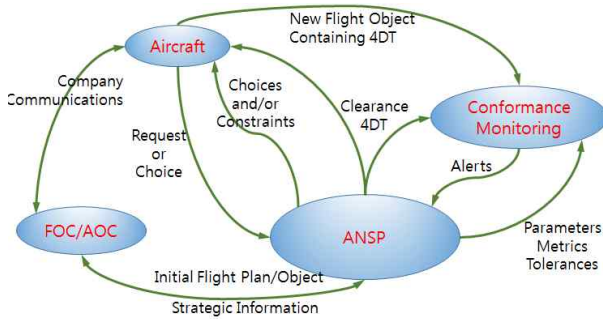 New Flight Object
Containing 4DT
Aircraft
Company
Communications
Choices
and/or
Constraints
Clearance
4DT
Conformance
Monitoring
Request
or
Choice
Alerts
FOC/AOC
ANSP
Parameters
Metrics
Tolerances
Initial Flight Plan/Object
Strategic Information